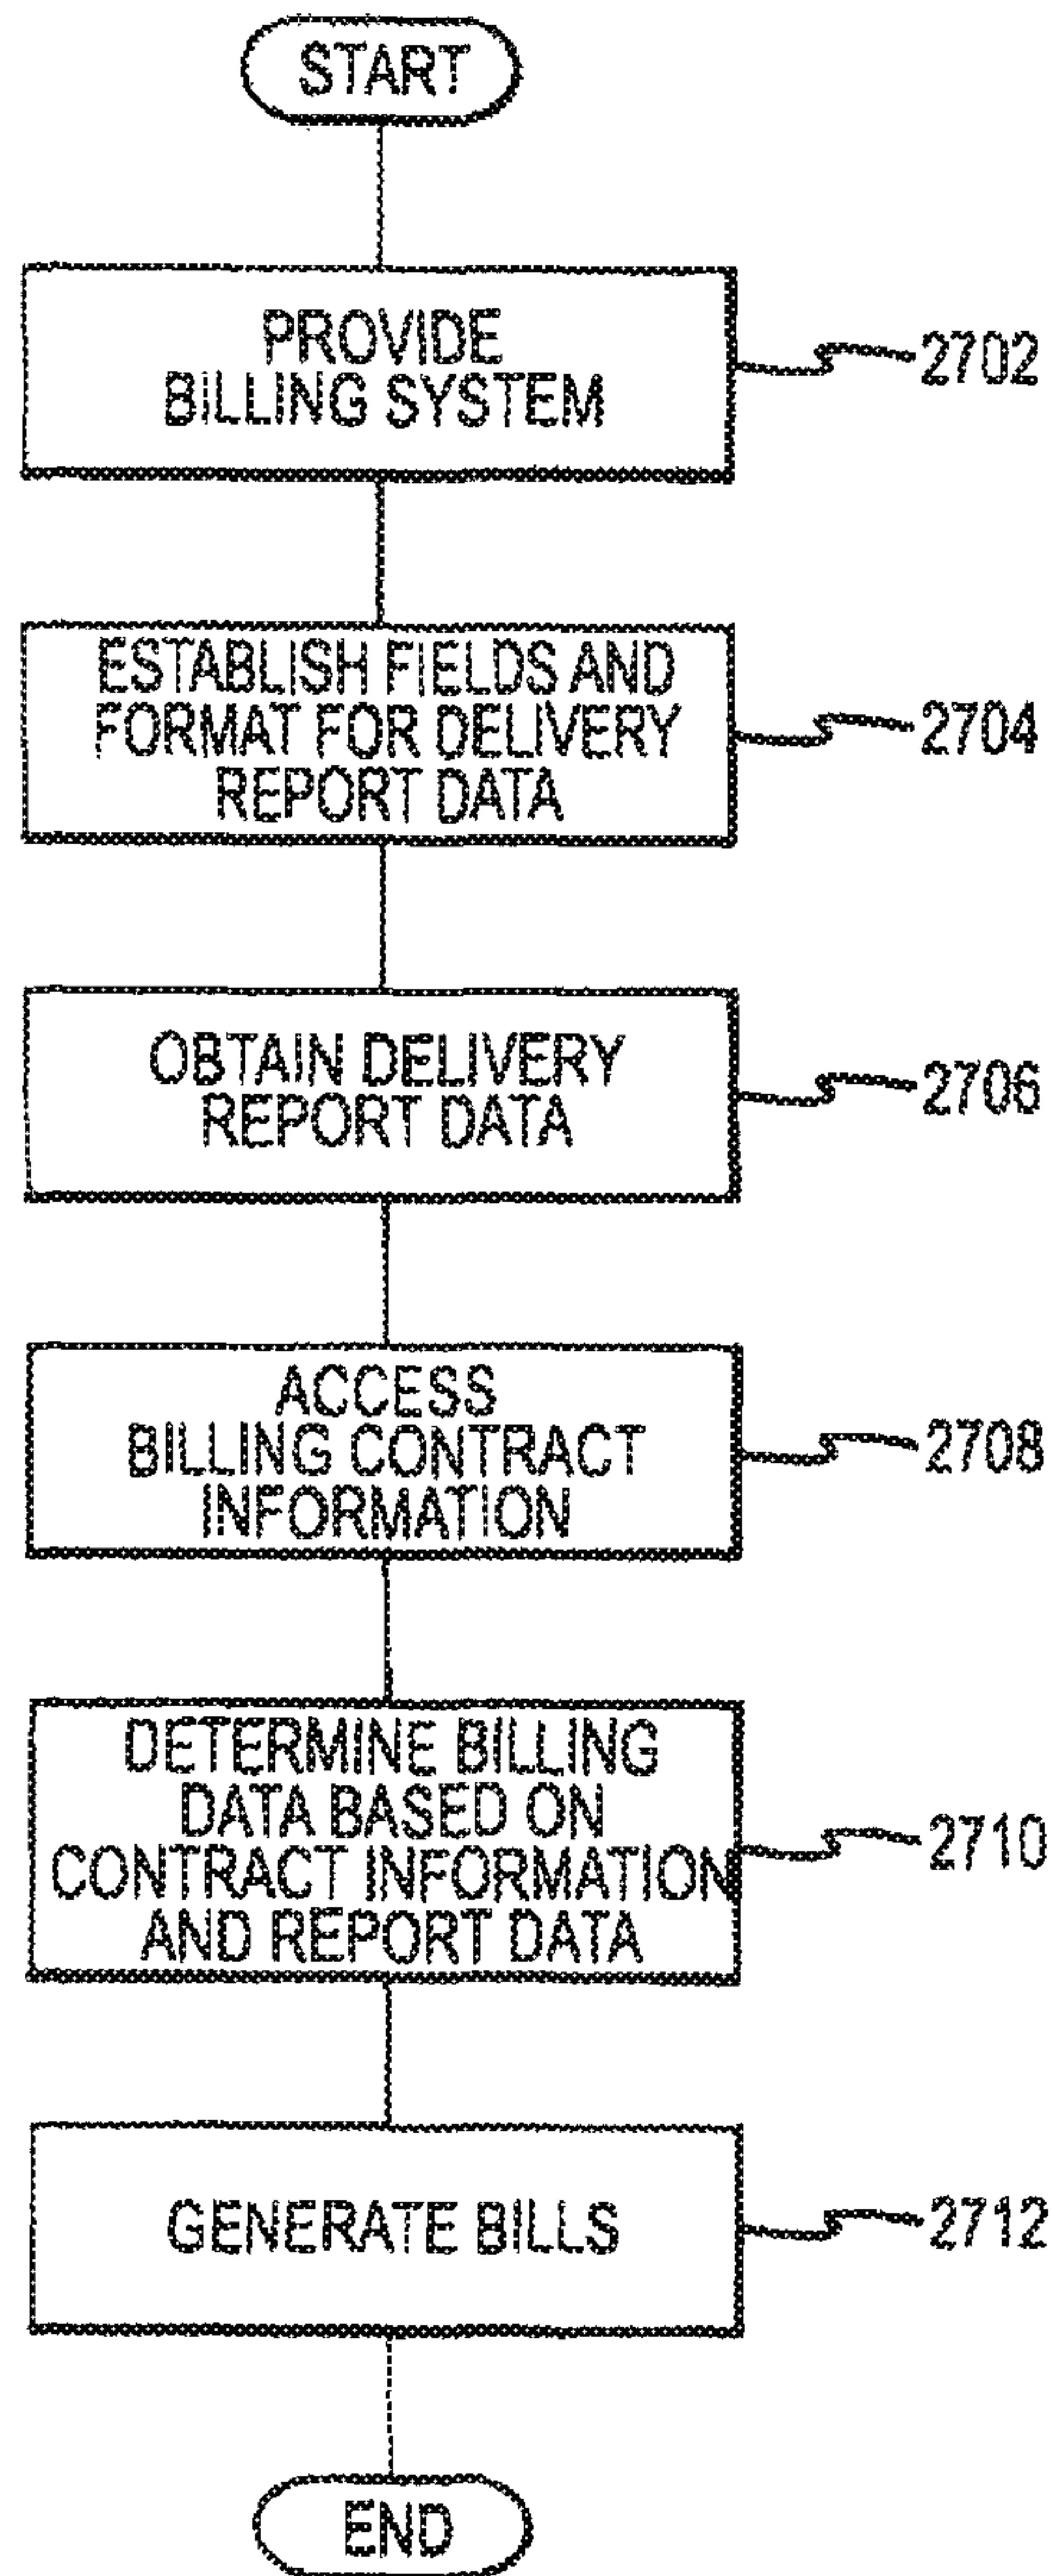 START
PROVIDE
BILLING SYSTEM
2702
ESTABLISH FIELDS AND
FORMAT FOR DELIVERY
REPORT DATA
2704
OBTAIN DELIVERY
REPORT DATA
2706
ACCESS
BILLING CONTRACT
INFORMATION
2708
DETERMINE BILLING
DATA BASED ON
CONTRACT INFORMATION
AND REPORT DATA
2710
GENERATE BILLS
2712
END